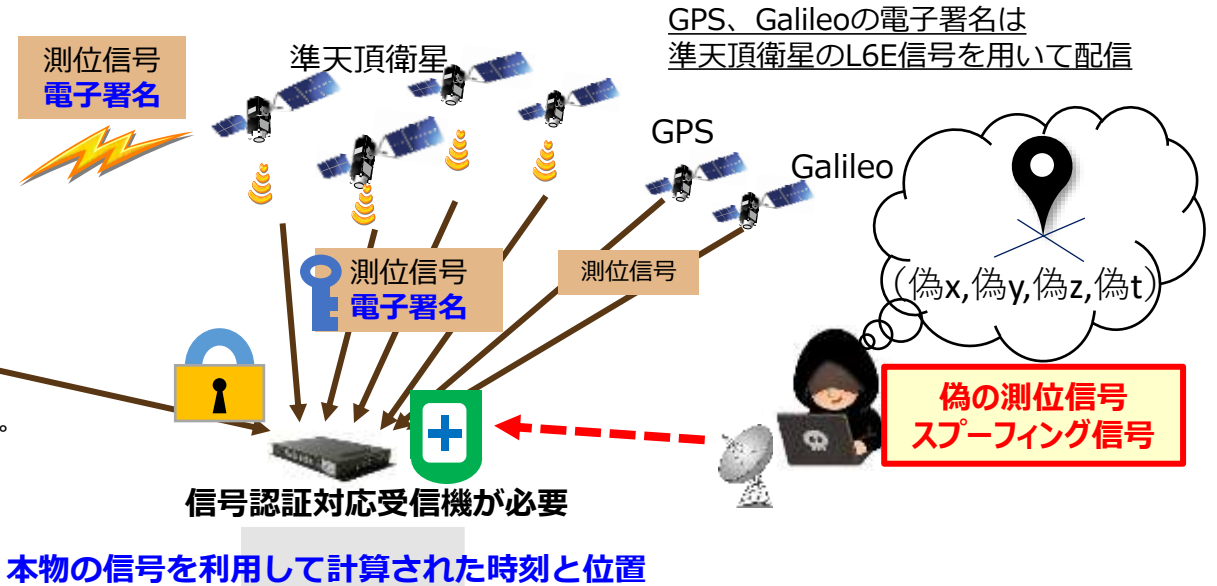 GPS、Galileoの電子署名は
準天頂衛星のL6E信号を用いて配信
測位信号
電子署名
準天頂衛星
GPS
Galileo
測位信号
電子署名
測位信号
（偽x,偽y,偽z,偽t）
偽の測位信号
スプーフィング信号
。
信号認証対応受信機が必要
本物の信号を利用して計算された時刻と位置